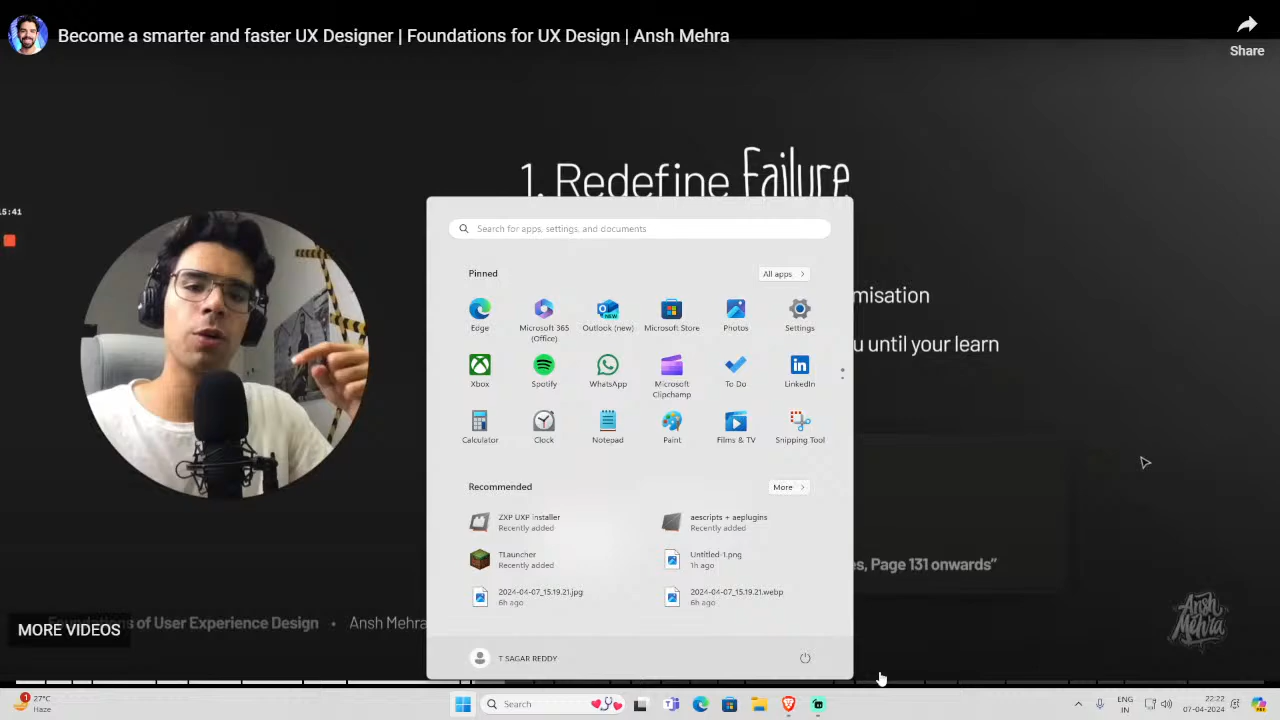 Become a smarter and faster UX Designer | Foundations for UX Design | Ansh Mehra
Share
1. Redefine Failure
15:41
Search for apps, settings, and documents
Pinned
All apps
Edge
Microsoft 365 (Office)
Outlook (new)
Microsoft Store
Photos
Settings
Xbox
Spotify
WhatsApp
Microsoft Clipchamp
To Do
LinkedIn
Calculator
Clock
Notepad
Paint
Films & TV
Snipping Tool
misation
u until your learn
Recommended
More
ZXP UXP Installer
Recently added
aescripts + aeplugins
Recently added
TLauncher
Recently added
Untitled-1.png
1h ago
2024-04-07_15.19.21.jpg
6h ago
2024-04-07_15.19.21.webp
6h ago
es, Page 131 onwards"
Foundations of User Experience Design • Ansh Mehra
MORE VIDEOS
Ansh Mehra
T SAGAR REDDY
1
27°C
Haze
Search
NEW
ENG
IN
22:22
07-04-2024